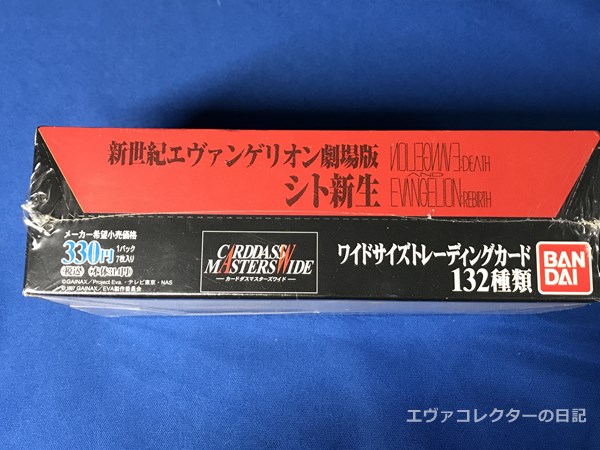 新世紀エヴァンゲリオン劇場版
シト新生
EVANGELION:DEATH
AND
EVANGELION:REBIRTH
メーカー希望小売価格
330円
1パック
7枚入り
(税込)
©GAINAX/Project Eva.・テレビ東京・NAS
©1997 GAINAX/EVA製作委員会
CARDDASS
MASTERS WIDE
カードダスマスターズワイド
ワイドサイズトレーディングカード
132種類
BAN
DAI
エヴァコレクターの日記